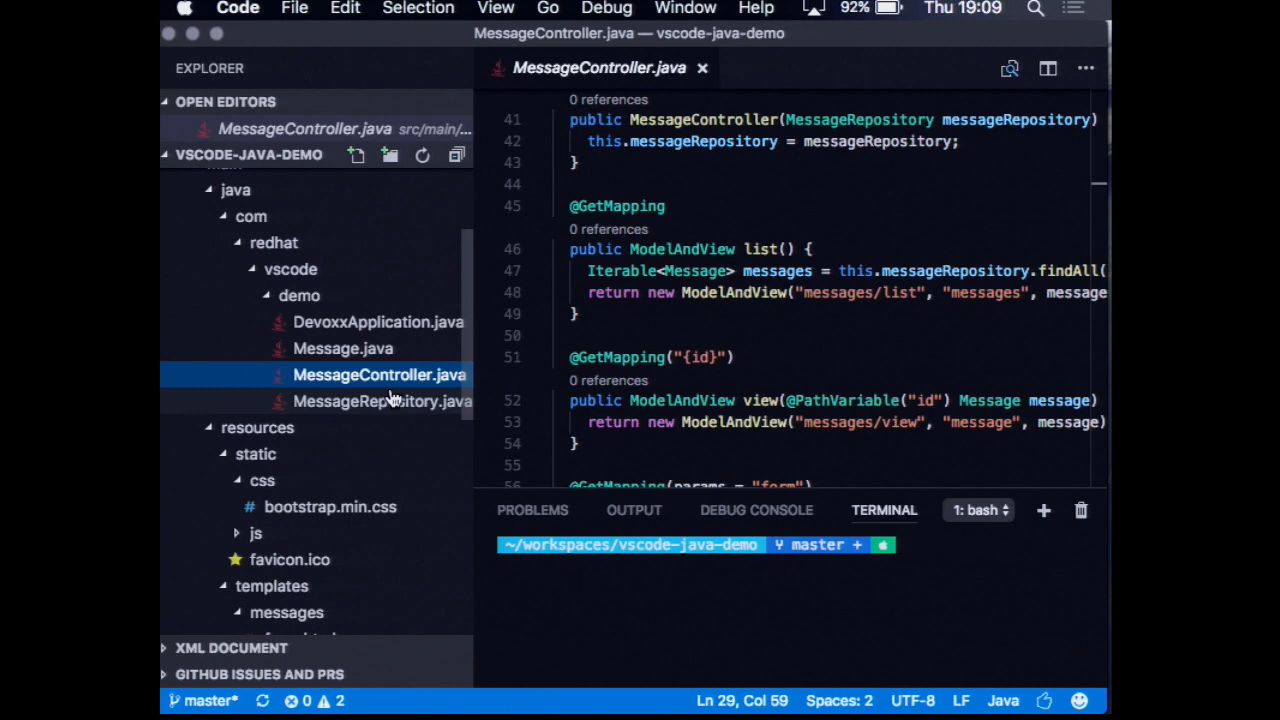 Code File Edit Selection View Go Debug Window Help 92% Thu 19:09
MessageController.java — vscode-java-demo
EXPLORER
OPEN EDITORS
MessageController.java src/main/...
VSCODE-JAVA-DEMO
java
com
redhat
vscode
demo
DevoxxApplication.java
Message.java
MessageController.java
MessageRepository.java
resources
static
css
# bootstrap.min.css
js
favicon.ico
templates
messages
XML DOCUMENT
GITHUB ISSUES AND PRS
MessageController.java ×
0 references
41 public MessageController(MessageRepository messageRepository)
42 this.messageRepository = messageRepository;
43 }
44
45 @GetMapping
0 references
46 public ModelAndView list() {
47 Iterable<Message> messages = this.messageRepository.findAll(
48 return new ModelAndView("messages/list", "messages", message
49 }
50
51 @GetMapping("{id}")
0 references
52 public ModelAndView view(@PathVariable("id") Message message)
53 return new ModelAndView("messages/view", "message", message)
54 }
55
56 @GetMapping(params = "form")
PROBLEMS OUTPUT DEBUG CONSOLE TERMINAL 1: bash
~/workspaces/vscode-java-demo master +
master* 0 2 Ln 29, Col 59 Spaces: 2 UTF-8 LF Java